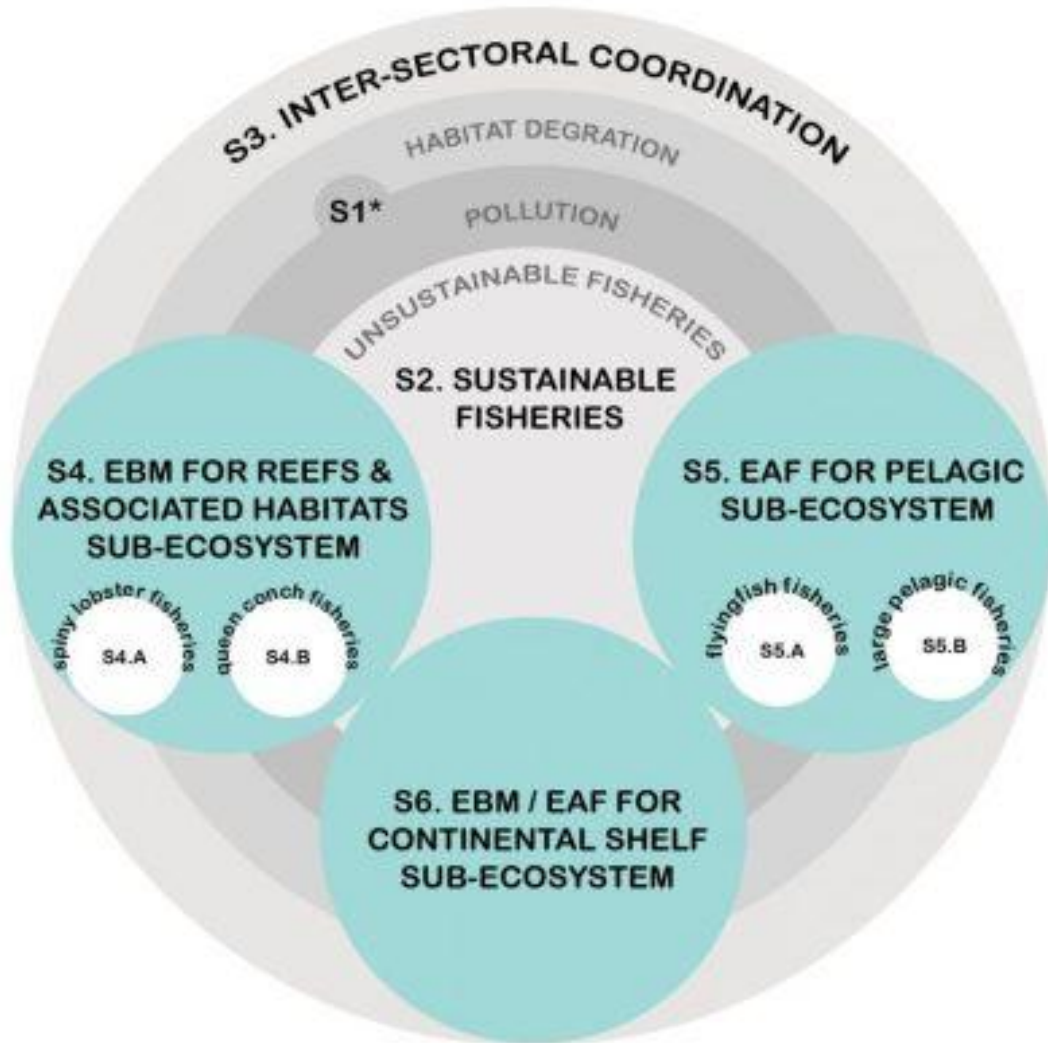 S3. INTER-SECTORAL COORDINATION
HABITAT DEGRATION
S1*
POLLUTION
UNSUSTAINABLE FISHERIES
S2. SUSTAINABLE
FISHERIES
S4. EBM FOR REEFS &
ASSOCIATED HABITATS
SUB-ECOSYSTEM
spiny lobster fisheries
S4.A
queen conch fisheries
S4.B
S5. EAF FOR PELAGIC
SUB-ECOSYSTEM
flyingfish fisheries
S5.A
large pelagic fisheries
S5.B
S6. EBM / EAF FOR
CONTINENTAL SHELF
SUB-ECOSYSTEM